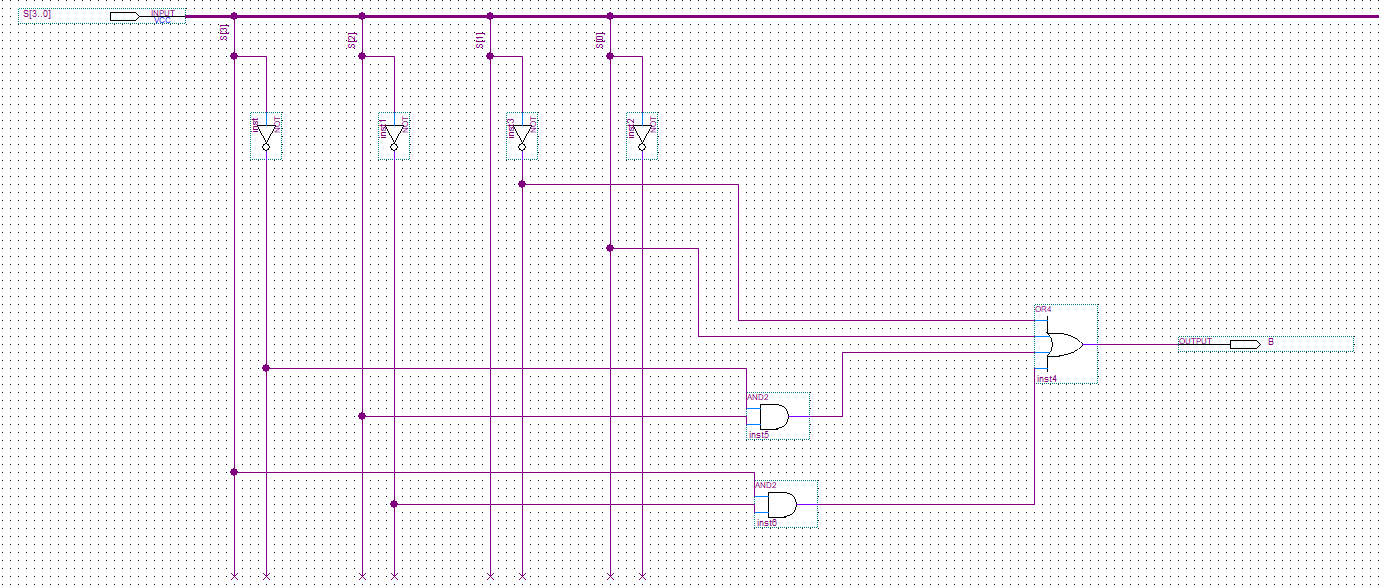 S[3..0]
INPUT
VCC
S[3]
S[2]
S[1]
S[0]
inst
NOT
inst1
NOT
inst3
NOT
inst2
NOT
OR4
inst4
OUTPUT
B
AND2
inst5
AND2
inst6